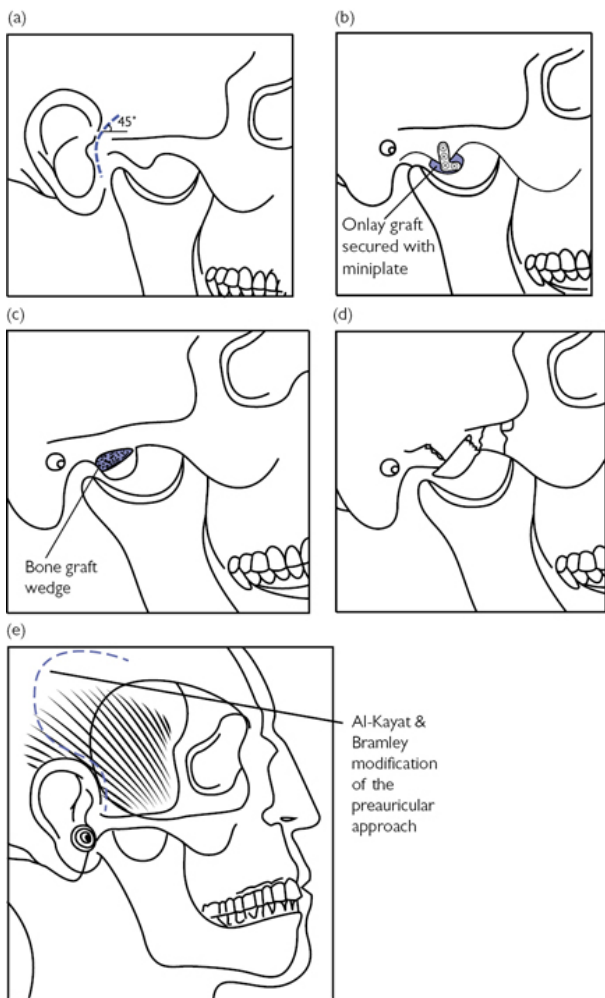 (a)
45°
(b)
Onlay graft
secured with
miniplate
(c)
Bone graft
wedge
(d)
(e)
Al-Kayat &
Bramley
modification
of the
preauricular
approach